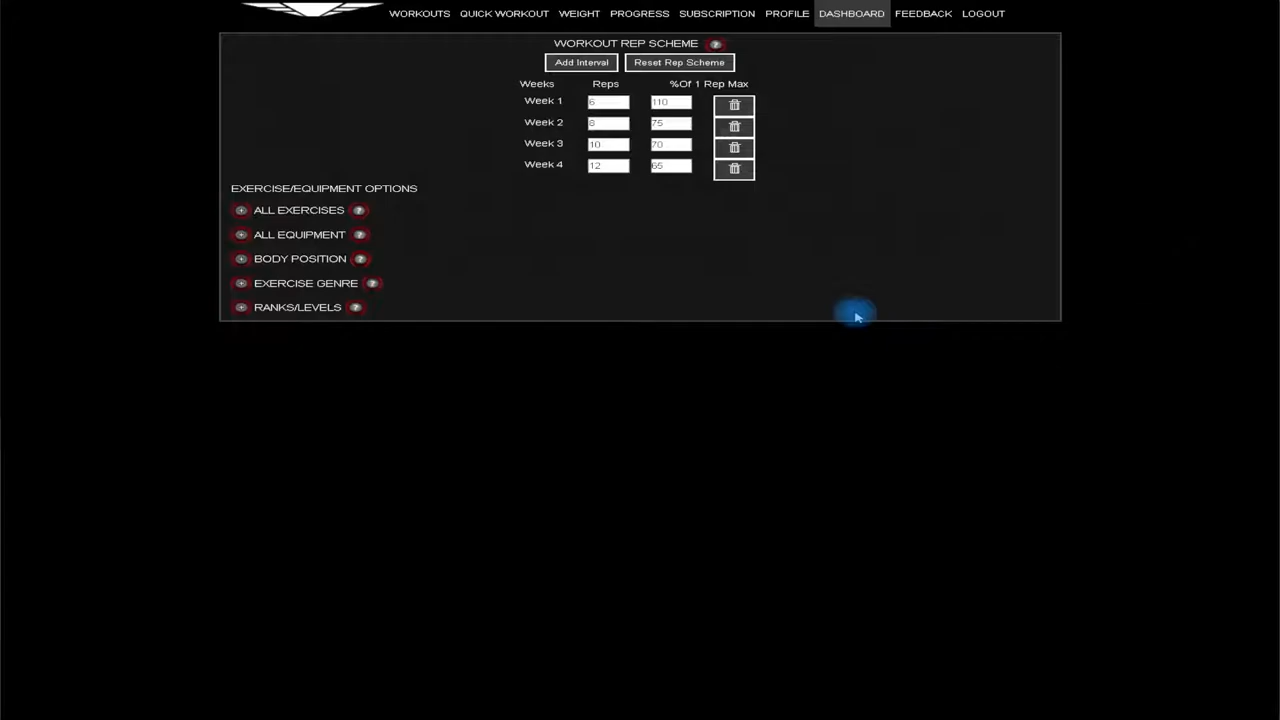 WORKOUTS QUICK WORKOUT WEIGHT PROGRESS SUBSCRIPTION PROFILE DASHBOARD FEEDBACK LOGOUT
WORKOUT REP SCHEME ?
Add Interval Reset Rep Scheme
Weeks Reps %Of 1 Rep Max
Week 1 6 110
Week 2 8 75
Week 3 10 70
Week 4 12 65
EXERCISE/EQUIPMENT OPTIONS
+ ALL EXERCISES ?
+ ALL EQUIPMENT ?
+ BODY POSITION ?
+ EXERCISE GENRE ?
+ RANKS/LEVELS ?